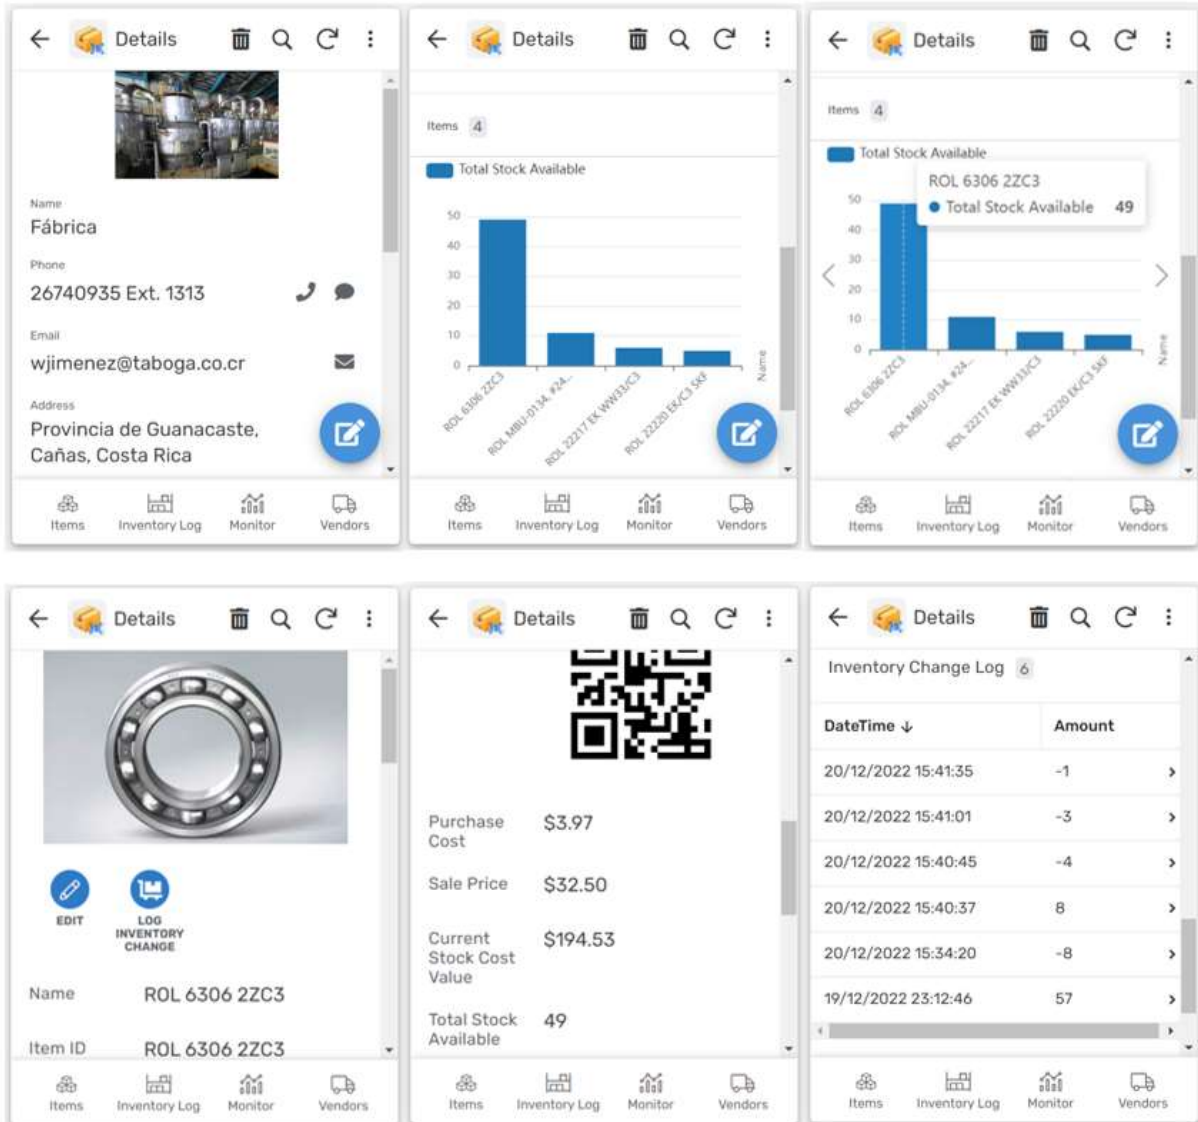 Details
Name
Fábrica
Phone
26740935 Ext. 1313
Email
wjimenez@taboga.co.cr
Address
Provincia de Guanacaste,
Cañas, Costa Rica
Items
Inventory Log
Monitor
Vendors
Details
Items 4
Total Stock Available
50
40
30
20
10
0
ROL 6306 2ZC3
ROL MBU-0134, #24...
ROL 22217 EK WW33/C3
ROL 22220 EK/C3 SKF
Name
Items
Inventory Log
Monitor
Vendors
Details
Items 4
Total Stock Available
ROL 6306 2ZC3
Total Stock Available 49
50
40
30
20
10
0
ROL 6306 2ZC3
ROL MBU-0134, #24...
ROL 22217 EK WW33/C3
ROL 22220 EK/C3 SKF
Name
Items
Inventory Log
Monitor
Vendors
Details
EDIT
LOG
INVENTORY
CHANGE
Name ROL 6306 2ZC3
Item ID ROL 6306 2ZC3
Items
Inventory Log
Monitor
Vendors
Details
Purchase
Cost
$3.97
Sale Price $32.50
Current
Stock Cost
Value
$194.53
Total Stock
Available
49
Items
Inventory Log
Monitor
Vendors
Details
Inventory Change Log 6
DateTime ↓ Amount
20/12/2022 15:41:35 -1
20/12/2022 15:41:01 -3
20/12/2022 15:40:45 -4
20/12/2022 15:40:37 8
20/12/2022 15:34:20 -8
19/12/2022 23:12:46 57
Items
Inventory Log
Monitor
Vendors